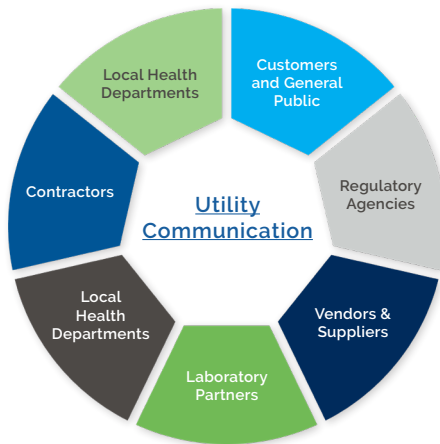 Customers
and General
Public
Regulatory
Agencies
Vendors &
Suppliers
Laboratory
Partners
Local
Health
Departments
Contractors
Local Health
Departments
Utility
Communication